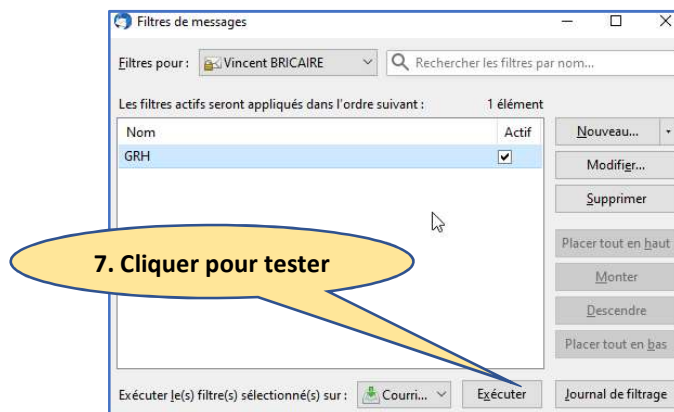 Filtres de messages
Filtres pour : Vincent BRICAIRE Rechercher les filtres par nom...
Les filtres actifs seront appliqués dans l'ordre suivant : 1 élément
Nom Actif Nouveau...
GRH Modifier...
Supprimer
7. Cliquer pour tester Placer tout en haut
Monter
Descendre
Placer tout en bas
Exécuter le(s) filtre(s) sélectionné(s) sur : Courri... Exécuter Journal de filtrage